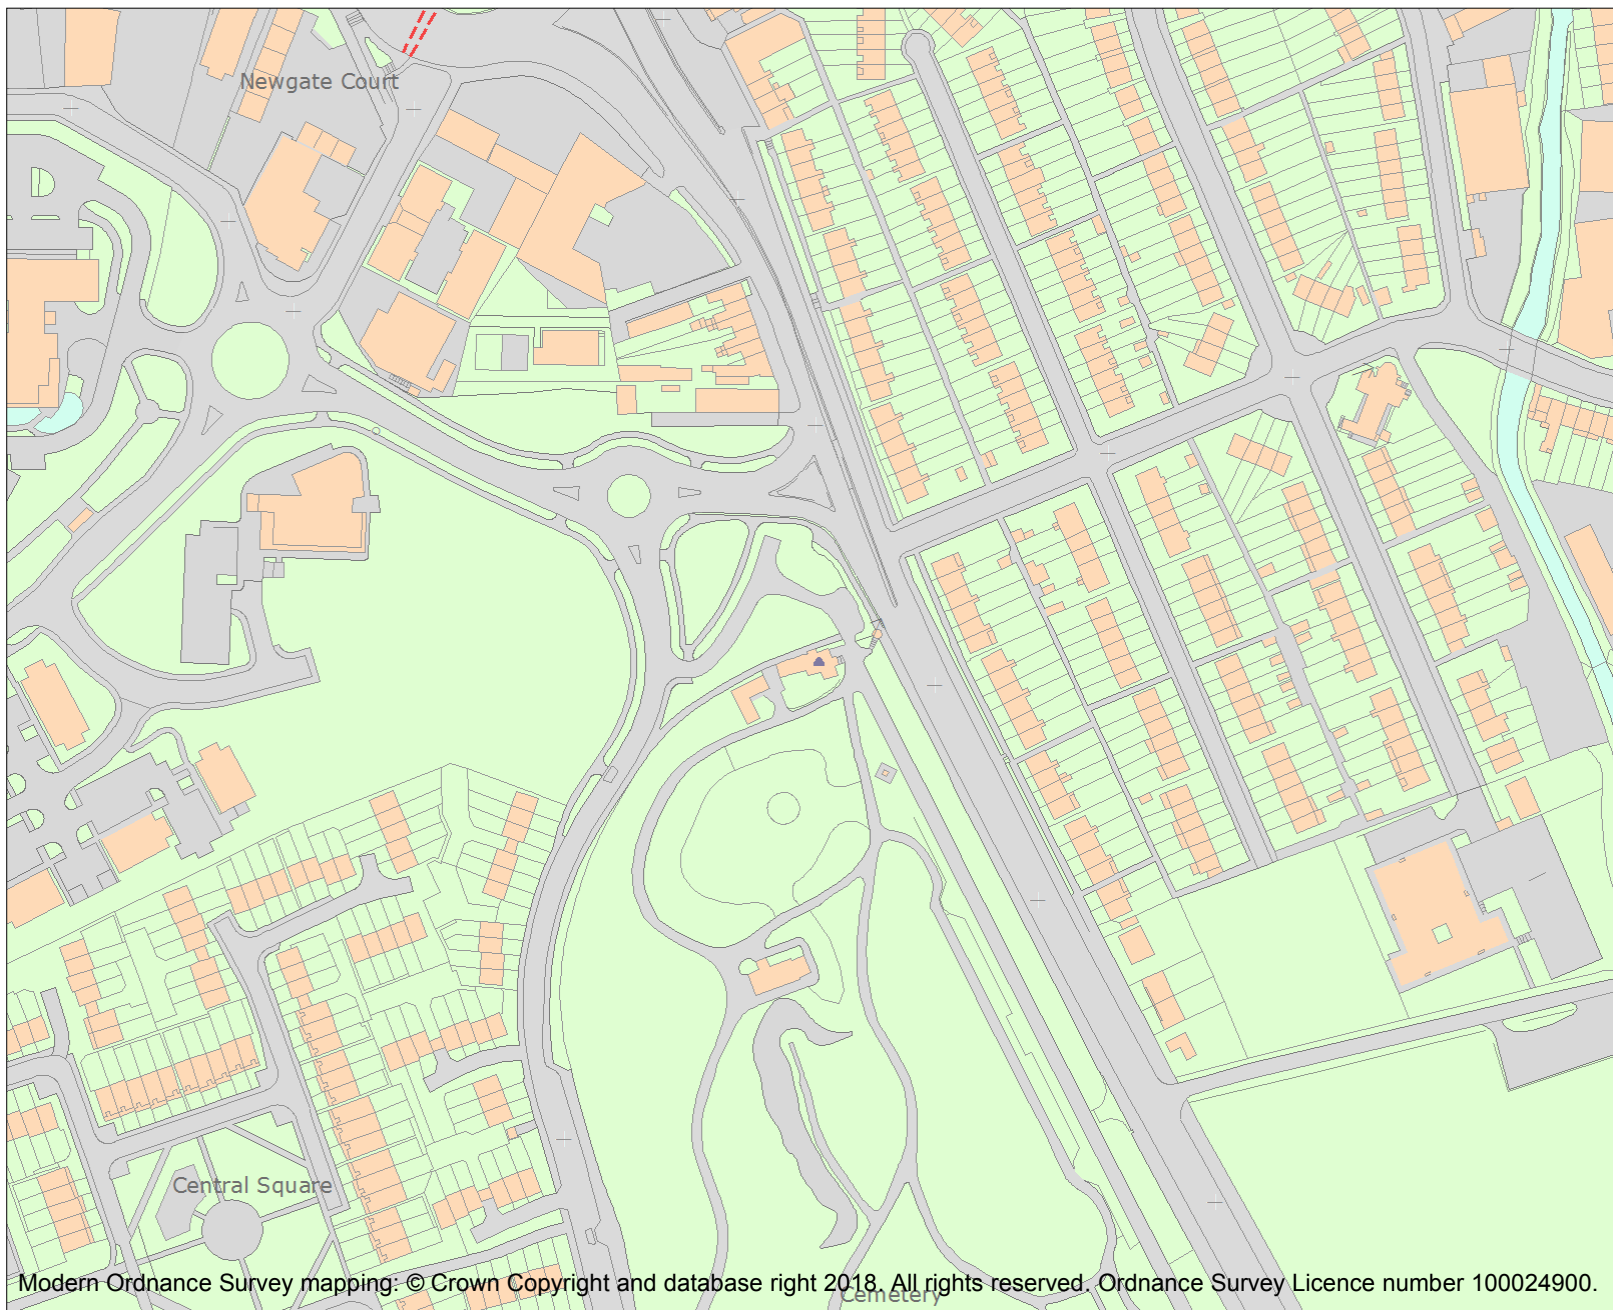 Newgate Court
Central Square
Modern Ordnance Survey mapping: © Crown Copyright and database right 2018. All rights reserved. Ordnance Survey Licence number 100024900.
Cemetery